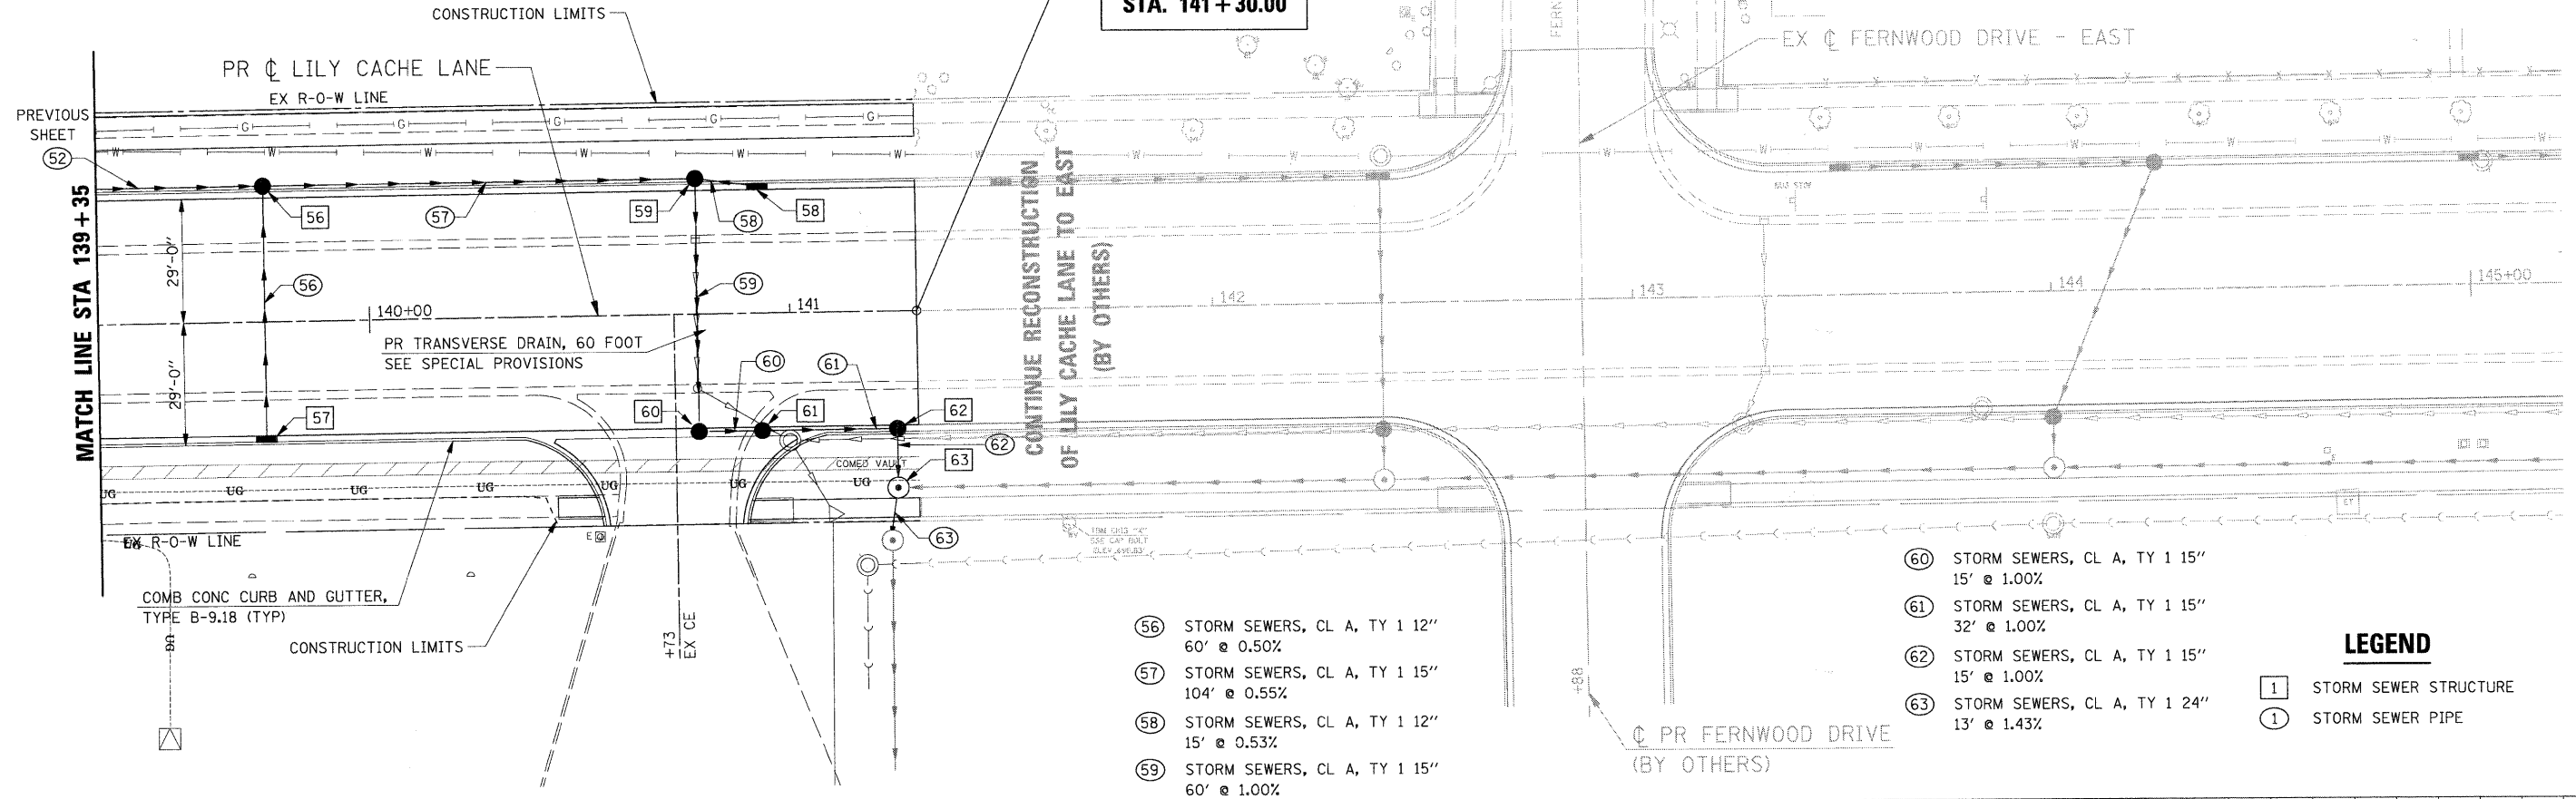 CONSTRUCTION LIMITS
STA. 141+30.00
FERN
EX ℄ FERNWOOD DRIVE - EAST
PR ℄ LILY CACHE LANE
EX R-O-W LINE
PREVIOUS
SHEET
G G G G G
52
W W W W W W W W W W W W W W W W
MATCH LINE STA 139+35
56
57
59
58
58
BUS STOP
29'-0"
56
59
140+00
141
142
143
144
145+00
CONTINUE RECONSTRUCTION
OF LILY CACHE LANE TO EAST
(BY OTHERS)
PR TRANSVERSE DRAIN, 60 FOOT
SEE SPECIAL PROVISIONS
60
61
29'-0"
57
60
61
62
62
COMED VAULT
63
UG UG UG UG UG UG UG
EX R-O-W LINE
UG
E
63
COMB CONC CURB AND GUTTER,
TYPE B-9.18 (TYP)
CONSTRUCTION LIMITS
+73
EX CE
+88
℄ PR FERNWOOD DRIVE
(BY OTHERS)
56 STORM SEWERS, CL A, TY 1 12"
60' @ 0.50%
57 STORM SEWERS, CL A, TY 1 15"
104' @ 0.55%
58 STORM SEWERS, CL A, TY 1 12"
15' @ 0.53%
59 STORM SEWERS, CL A, TY 1 15"
60' @ 1.00%
60 STORM SEWERS, CL A, TY 1 15"
15' @ 1.00%
61 STORM SEWERS, CL A, TY 1 15"
32' @ 1.00%
62 STORM SEWERS, CL A, TY 1 15"
15' @ 1.00%
63 STORM SEWERS, CL A, TY 1 24"
13' @ 1.43%
LEGEND
1 STORM SEWER STRUCTURE
1 STORM SEWER PIPE